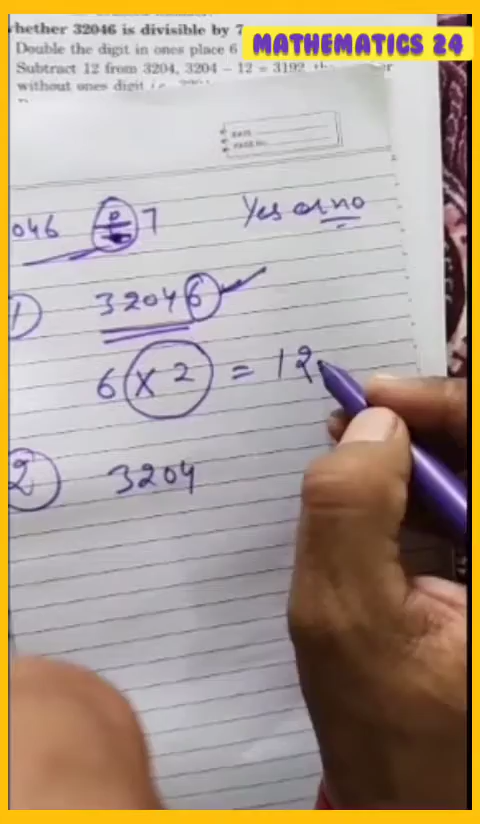 hether 32046 is divisible by 7
MATHEMATICS 24
Double the digit in ones place 6
Subtract 12 from 3204, 3204 − 12 = 3192,
without ones digit i.e.
DATE
PAGE No.
046 ÷ 7 Yes or no
1 32046
6 × 2 = 12
2 3204